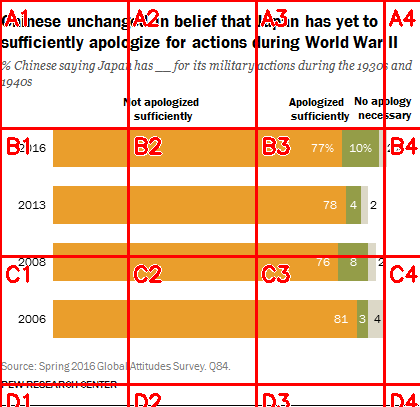 Chinese unchanged in belief that Japan has yet to
sufficiently apologize for actions during World War II
% Chinese saying Japan has __ for its military actions during the 1930s and
1940s
Not apologized sufficiently
Apologized sufficiently
No apology necessary
2016 77% 10%
2013 78 4 2
2008 76 8 2
2006 81 3 4
Source: Spring 2016 Global Attitudes Survey. Q84.
PEW RESEARCH CENTER
A1 A2 A3 A4
B1 B2 B3 B4
C1 C2 C3 C4
D1 D2 D3 D4